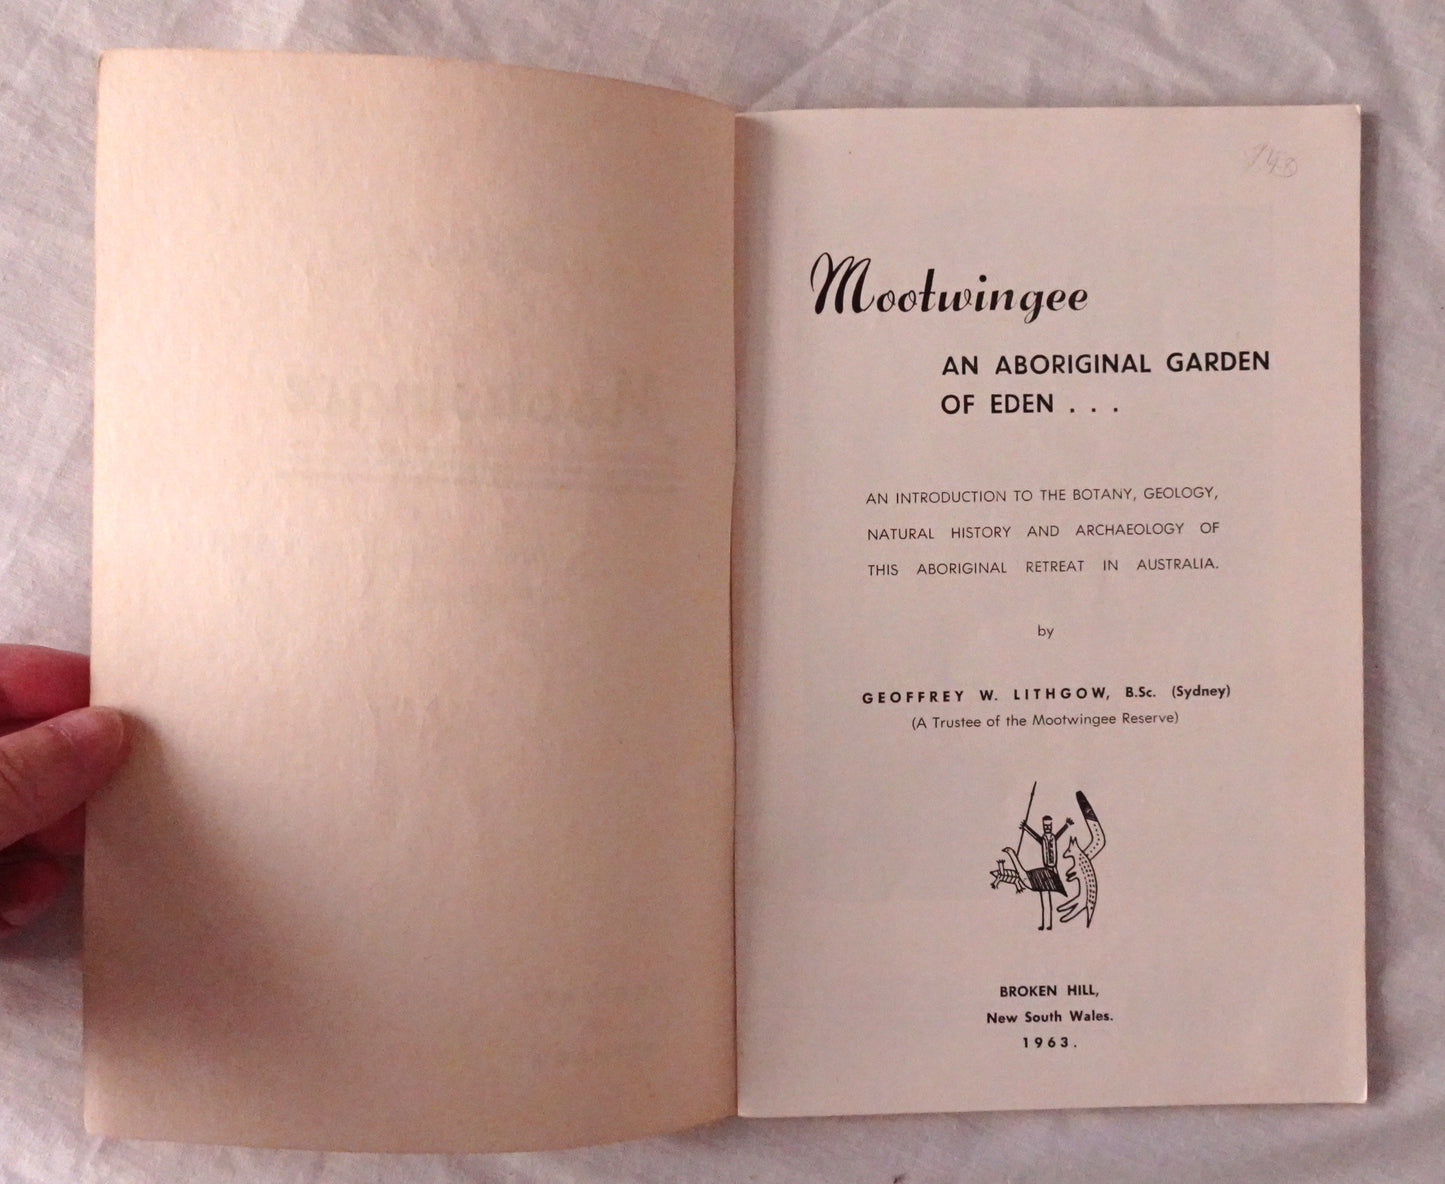 Mootwingee
AN ABORIGINAL GARDEN
OF EDEN . . .
AN INTRODUCTION TO THE BOTANY, GEOLOGY,
NATURAL HISTORY AND ARCHAEOLOGY OF
THIS ABORIGINAL RETREAT IN AUSTRALIA.
by
GEOFFREY W. LITHGOW, B.Sc. (Sydney)
(A Trustee of the Mootwingee Reserve)
BROKEN HILL,
New South Wales.
1963.